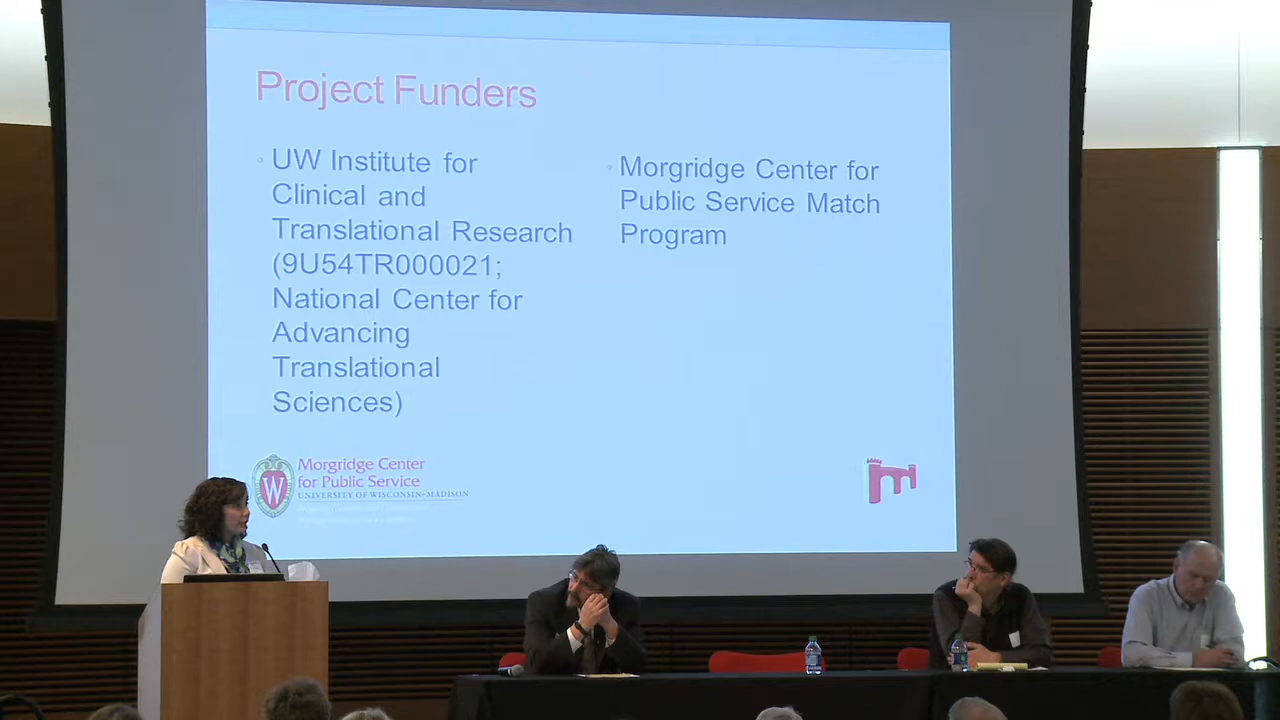 Project Funders
UW Institute for
Clinical and
Translational Research
(9U54TR000021;
National Center for
Advancing
Translational
Sciences)
Morgridge Center for
Public Service Match
Program
Morgridge Center
for Public Service
UNIVERSITY OF WISCONSIN–MADISON
W
m